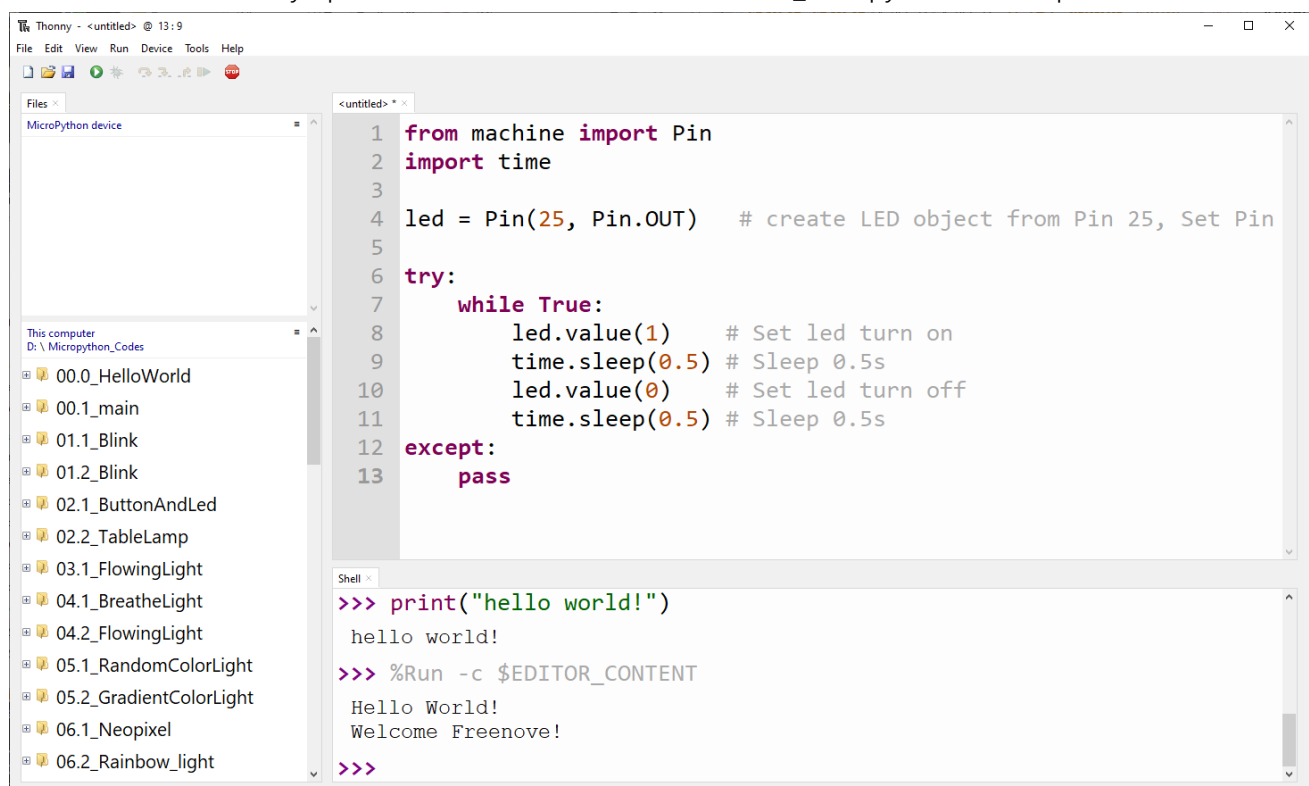 Thonny - <untitled> @ 13:9
File Edit View Run Device Tools Help
STOP
Files
MicroPython device
This computer
D: \ Micropython_Codes
00.0_HelloWorld
00.1_main
01.1_Blink
01.2_Blink
02.1_ButtonAndLed
02.2_TableLamp
03.1_FlowingLight
04.1_BreatheLight
04.2_FlowingLight
05.1_RandomColorLight
05.2_GradientColorLight
06.1_Neopixel
06.2_Rainbow_light
<untitled> *
1 from machine import Pin
2 import time
3
4 led = Pin(25, Pin.OUT)   # create LED object from Pin 25, Set Pin
5
6 try:
7     while True:
8         led.value(1)    # Set led turn on
9         time.sleep(0.5) # Sleep 0.5s
10         led.value(0)    # Set led turn off
11         time.sleep(0.5) # Sleep 0.5s
12 except:
13     pass
Shell
>>> print("hello world!")
hello world!
>>> %Run -c $EDITOR_CONTENT
Hello World!
Welcome Freenove!
>>>